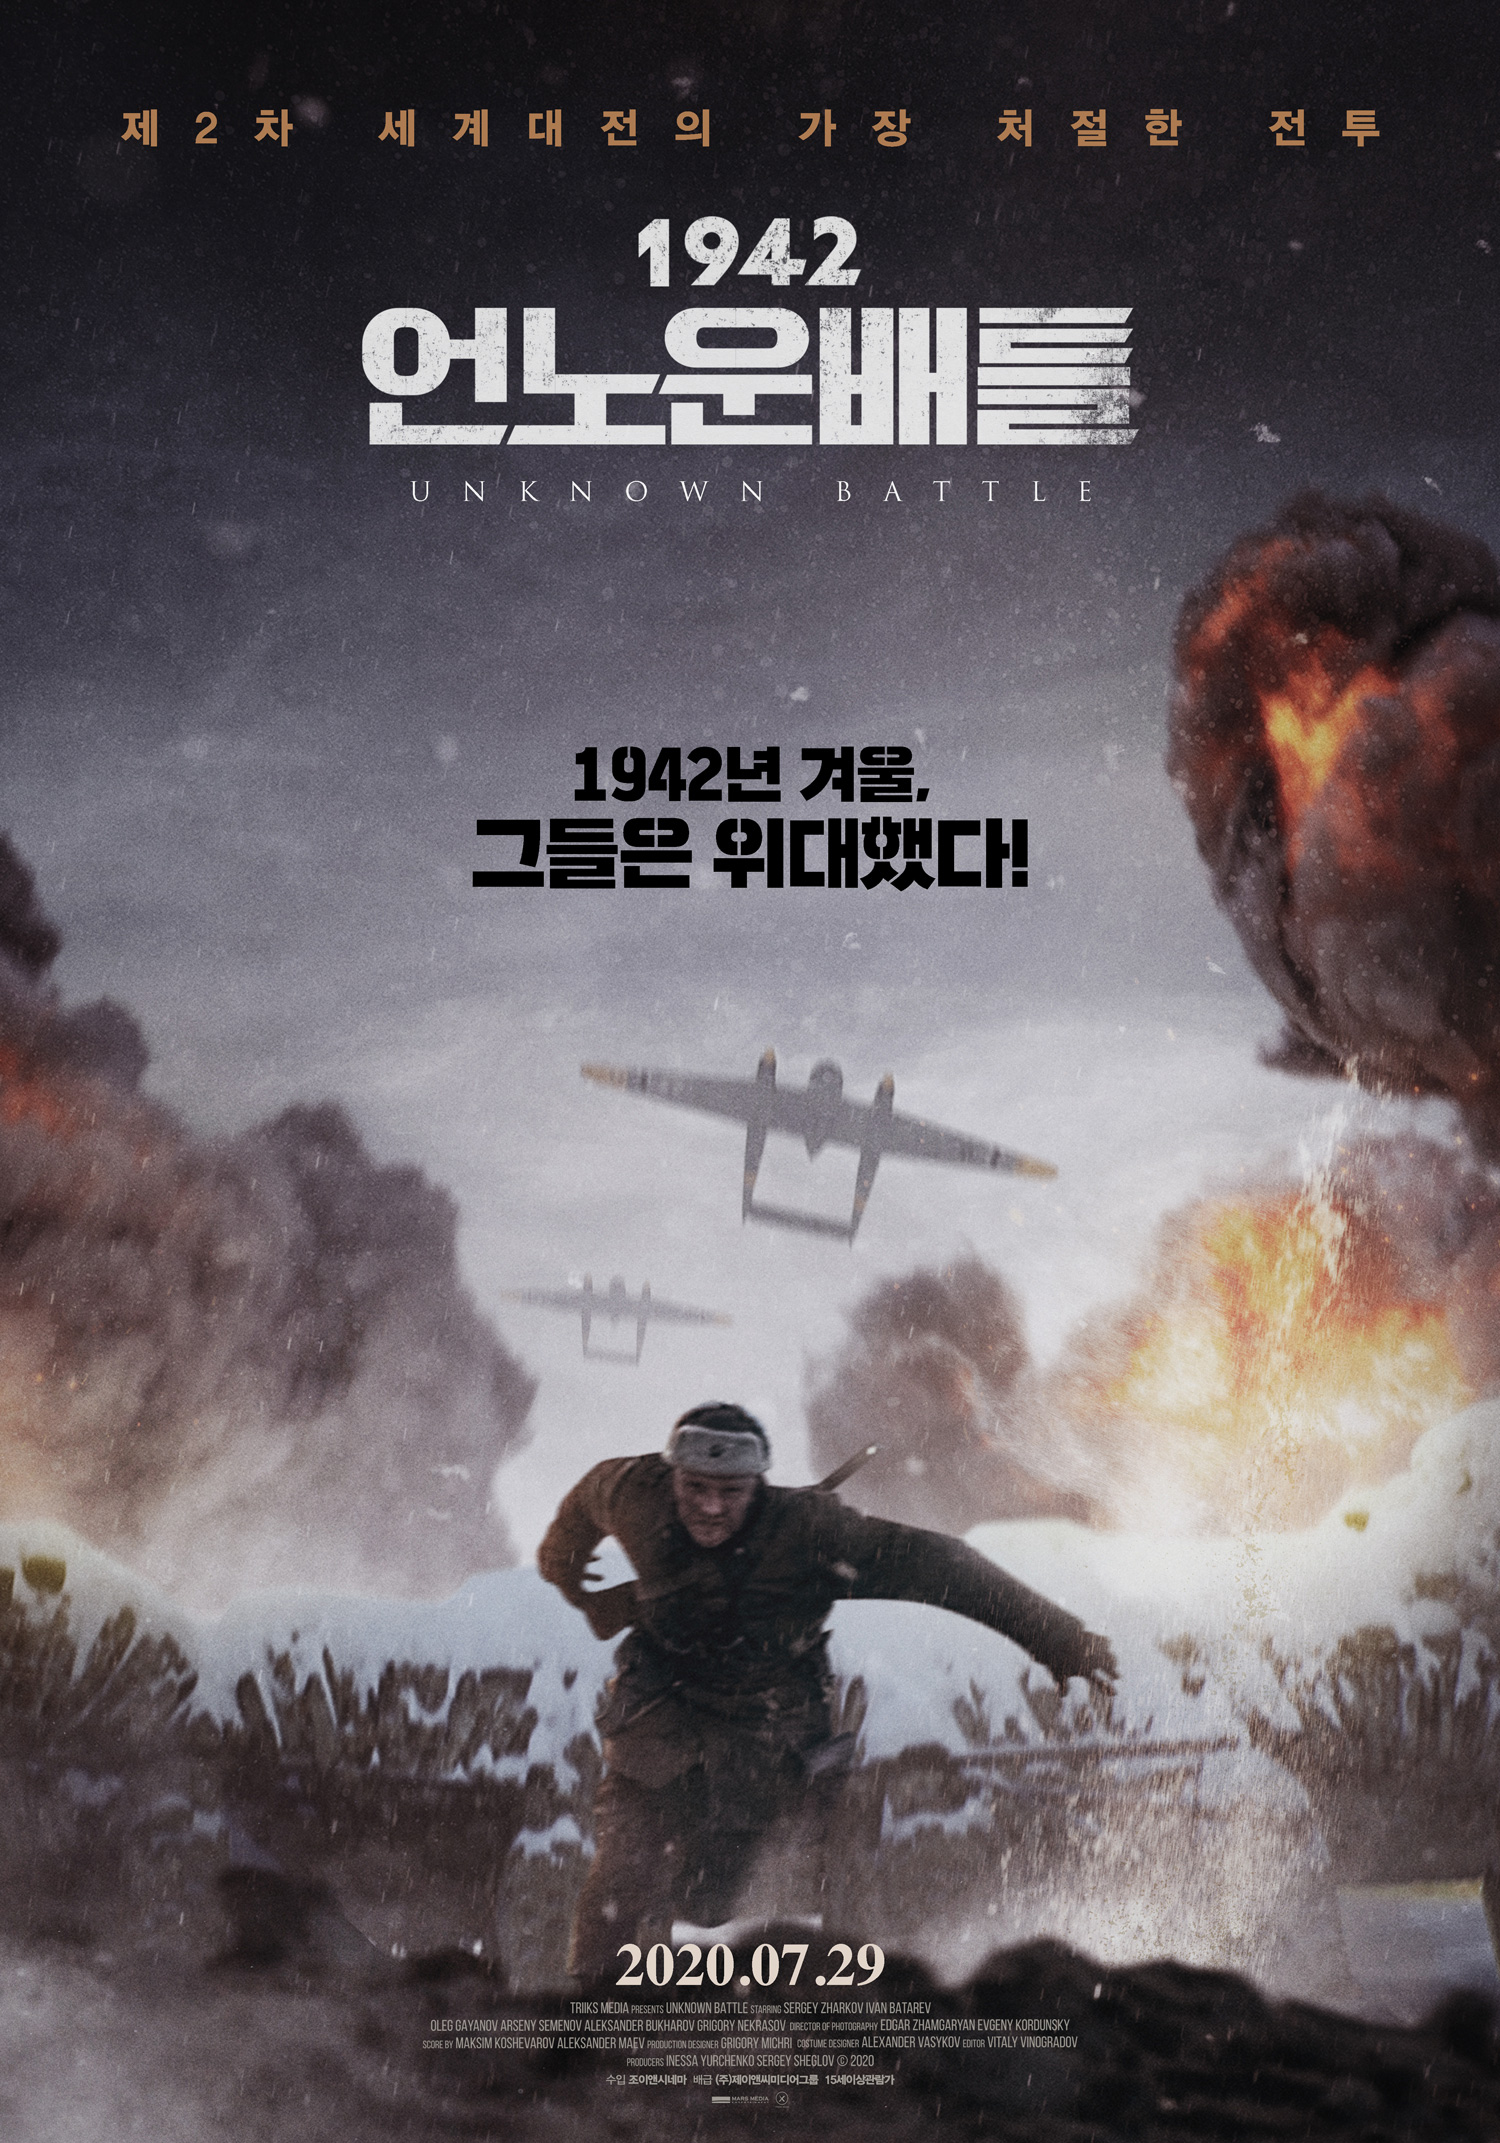 제2차 세계대전의 가장 처절한 전투
1942
언노운배틀
UNKNOWN BATTLE
1942년 겨울,
그들은 위대했다!
2020.07.29
TRIIKS MEDIA PRESENTS UNKNOWN BATTLE STARRING SERGEY ZHARKOV IVAN BATAREV
OLEG GAYANOV ARSENY SEMENOV ALEKSANDER BUKHAROV GRIGORY NEKRASOV DIRECTOR OF PHOTOGRAPHY EDGAR ZHAMGARYAN EVGENY KORDUNSKY
SCORE BY MAKSIM KOSHEVAROV ALEKSANDER MAEV PRODUCTION DESIGNER GRIGORY MICHRI COSTUME DESIGNER ALEXANDER VASYKOV EDITOR VITALY VINOGRADOV
PRODUCERS INESSA YURCHENKO SERGEY SHEGLOV © 2020
수입 조이앤시네마 배급 (주)제이앤씨미디어그룹 15세이상관람가
MARS MEDIA